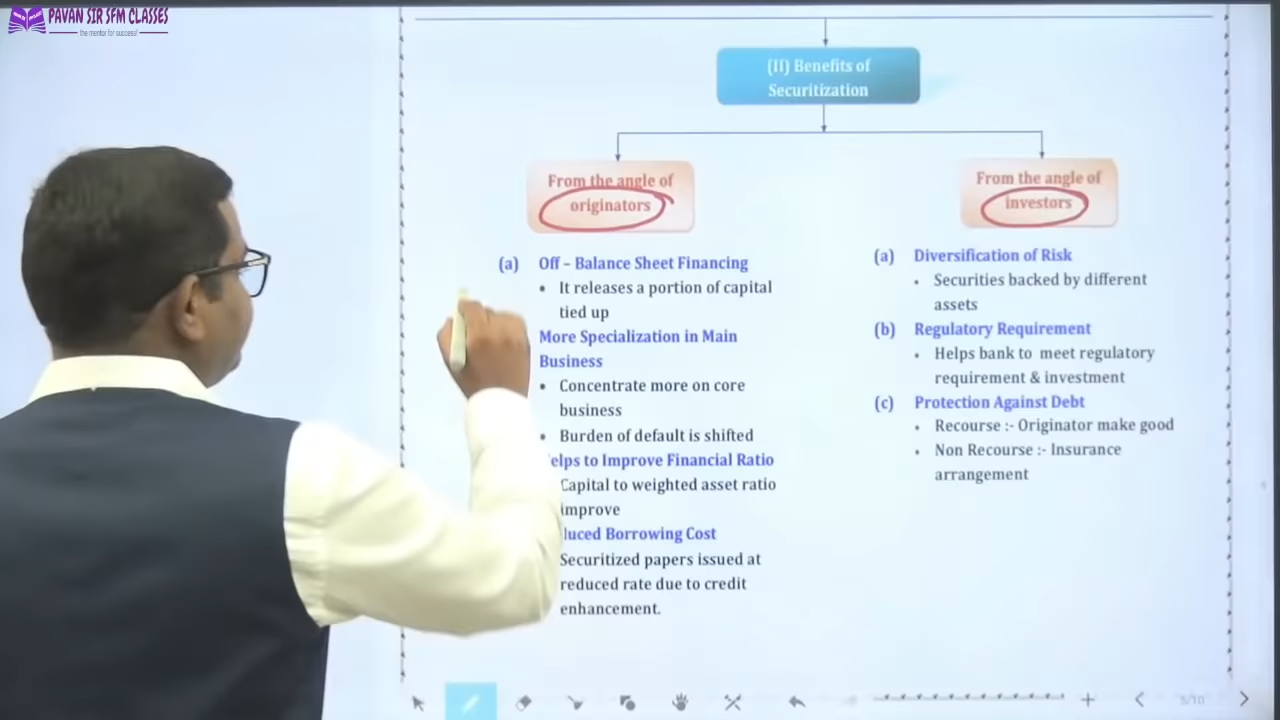 PAVAN SIR SFM CLASSES
the mentor for success!
(II) Benefits of
Securitization
From the angle of
originators
(a) Off – Balance Sheet Financing
• It releases a portion of capital
tied up
More Specialization in Main
Business
• Concentrate more on core
business
• Burden of default is shifted
to Improve Financial Ratio
Capital to weighted asset ratio
improve
Borrowing Cost
Securitized papers issued at
reduced rate due to credit
enhancement.
From the angle of
investors
(a) Diversification of Risk
• Securities backed by different
assets
(b) Regulatory Requirement
• Helps bank to meet regulatory
requirement & investment
(c) Protection Against Debt
• Recourse :- Originator make good
• Non Recourse :- Insurance
arrangement
5/10